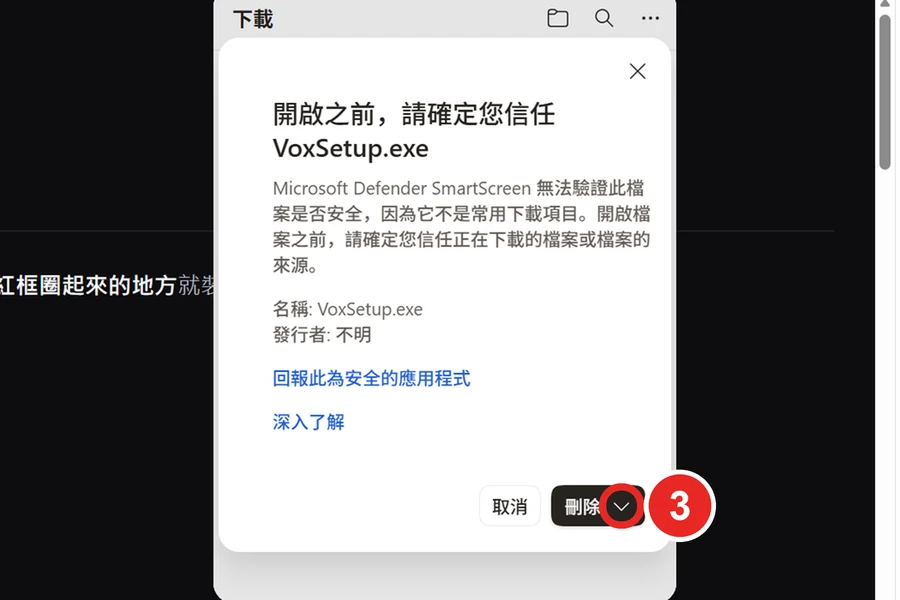 下載
開啟之前，請確定您信任
VoxSetup.exe
Microsoft Defender SmartScreen 無法驗證此檔
案是否安全，因為它不是常用下載項目。開啟檔
案之前，請確定您信任正在下載的檔案或檔案的
來源。
紅框圈起來的地方就
名稱: VoxSetup.exe
發行者: 不明
回報此為安全的應用程式
深入了解
取消
刪除
3